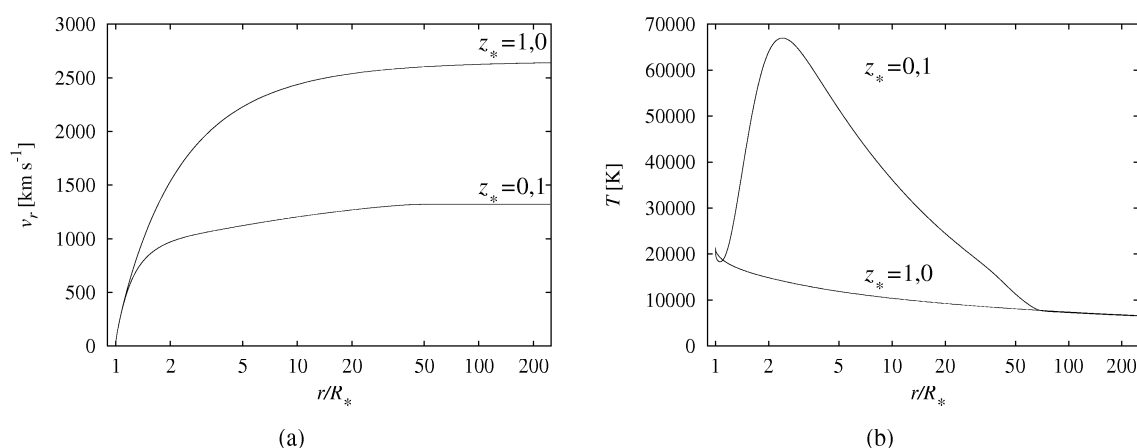 3000
2500
2000
1500
1000
500
0
v_r [km s⁻¹]
z_*=1,0
z_*=0,1
1 2 5 10 20 50 100 200
r/R_*
(a)
70000
60000
50000
40000
30000
20000
10000
0
T [K]
z_*=0,1
z_*=1,0
1 2 5 10 20 50 100 200
r/R_*
(b)